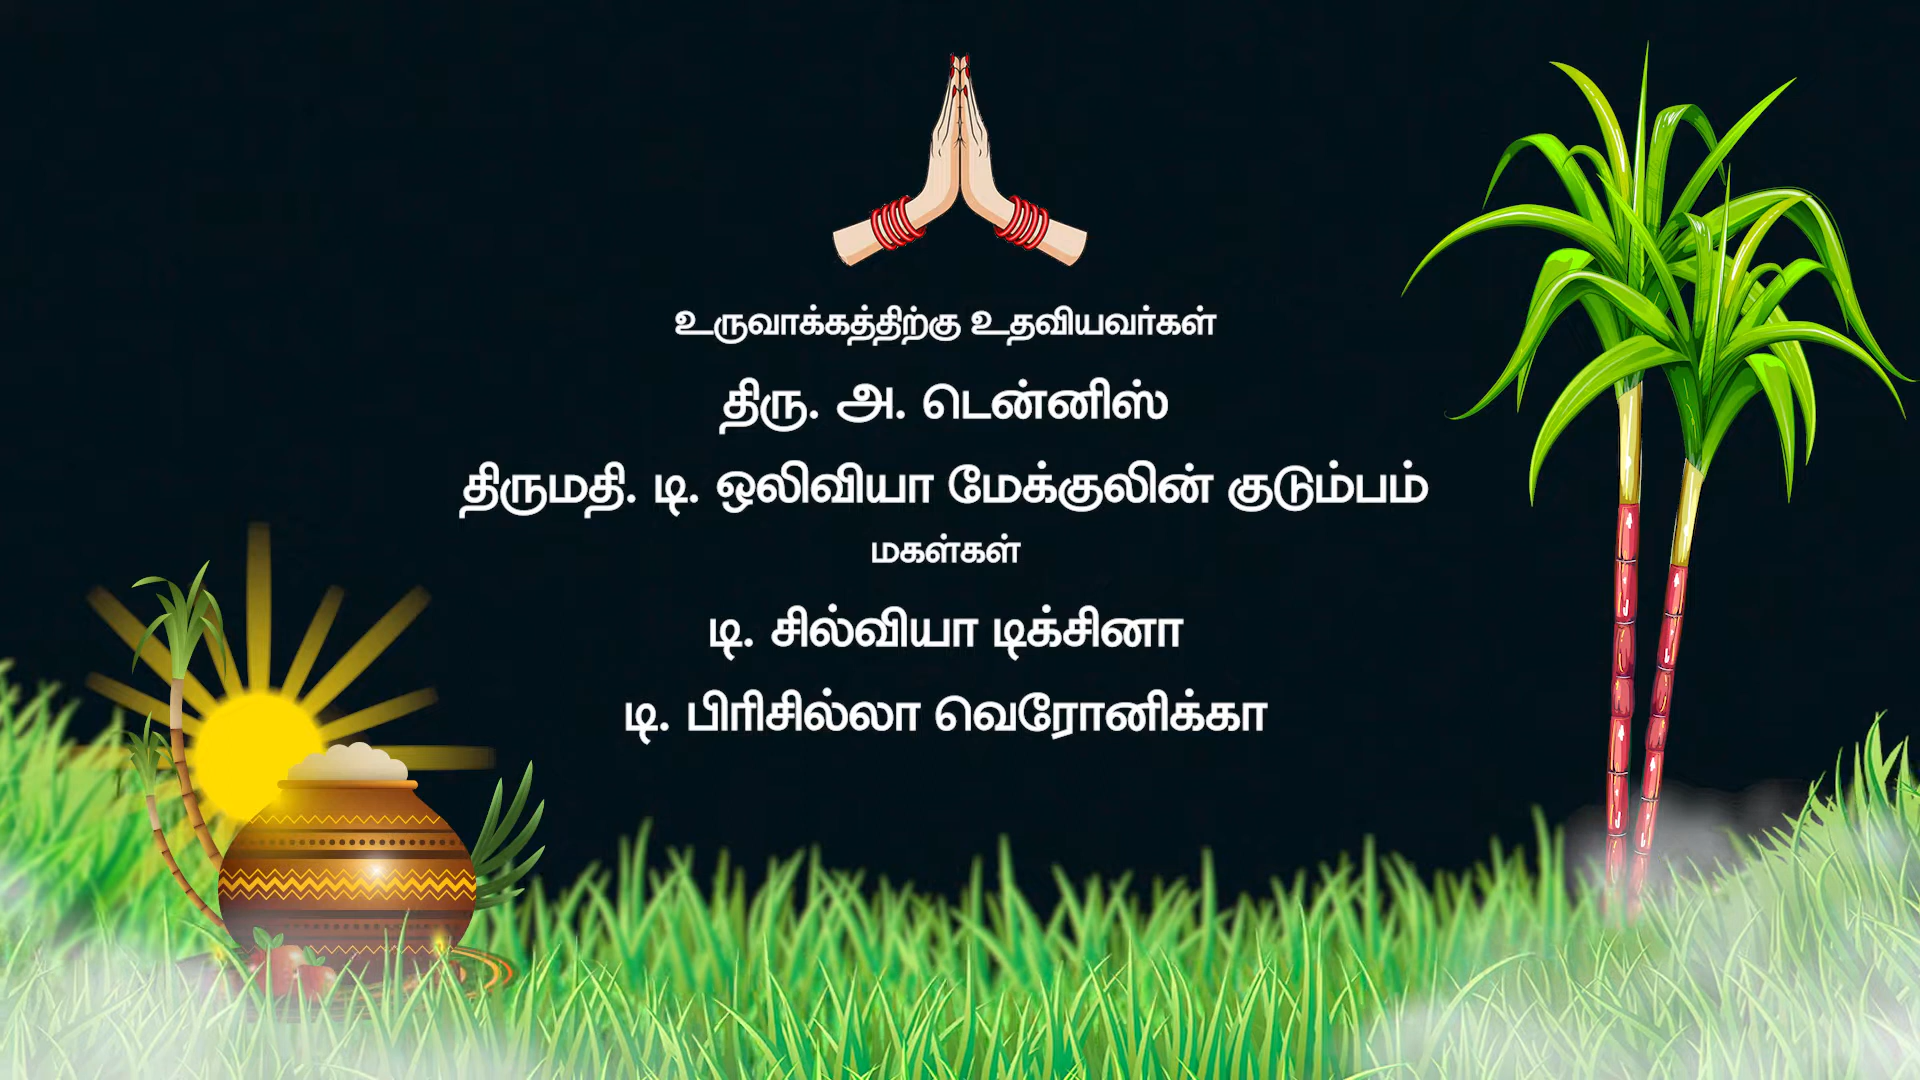 உருவாக்கத்திற்கு உதவியவர்கள்
திரு. அ. டென்னிஸ்
திருமதி. டி. ஒலிவியா மேக்குலின் குடும்பம்
மகள்கள்
டி. சில்வியா டிக்சினா
டி. பிரிசில்லா வெரோனிக்கா